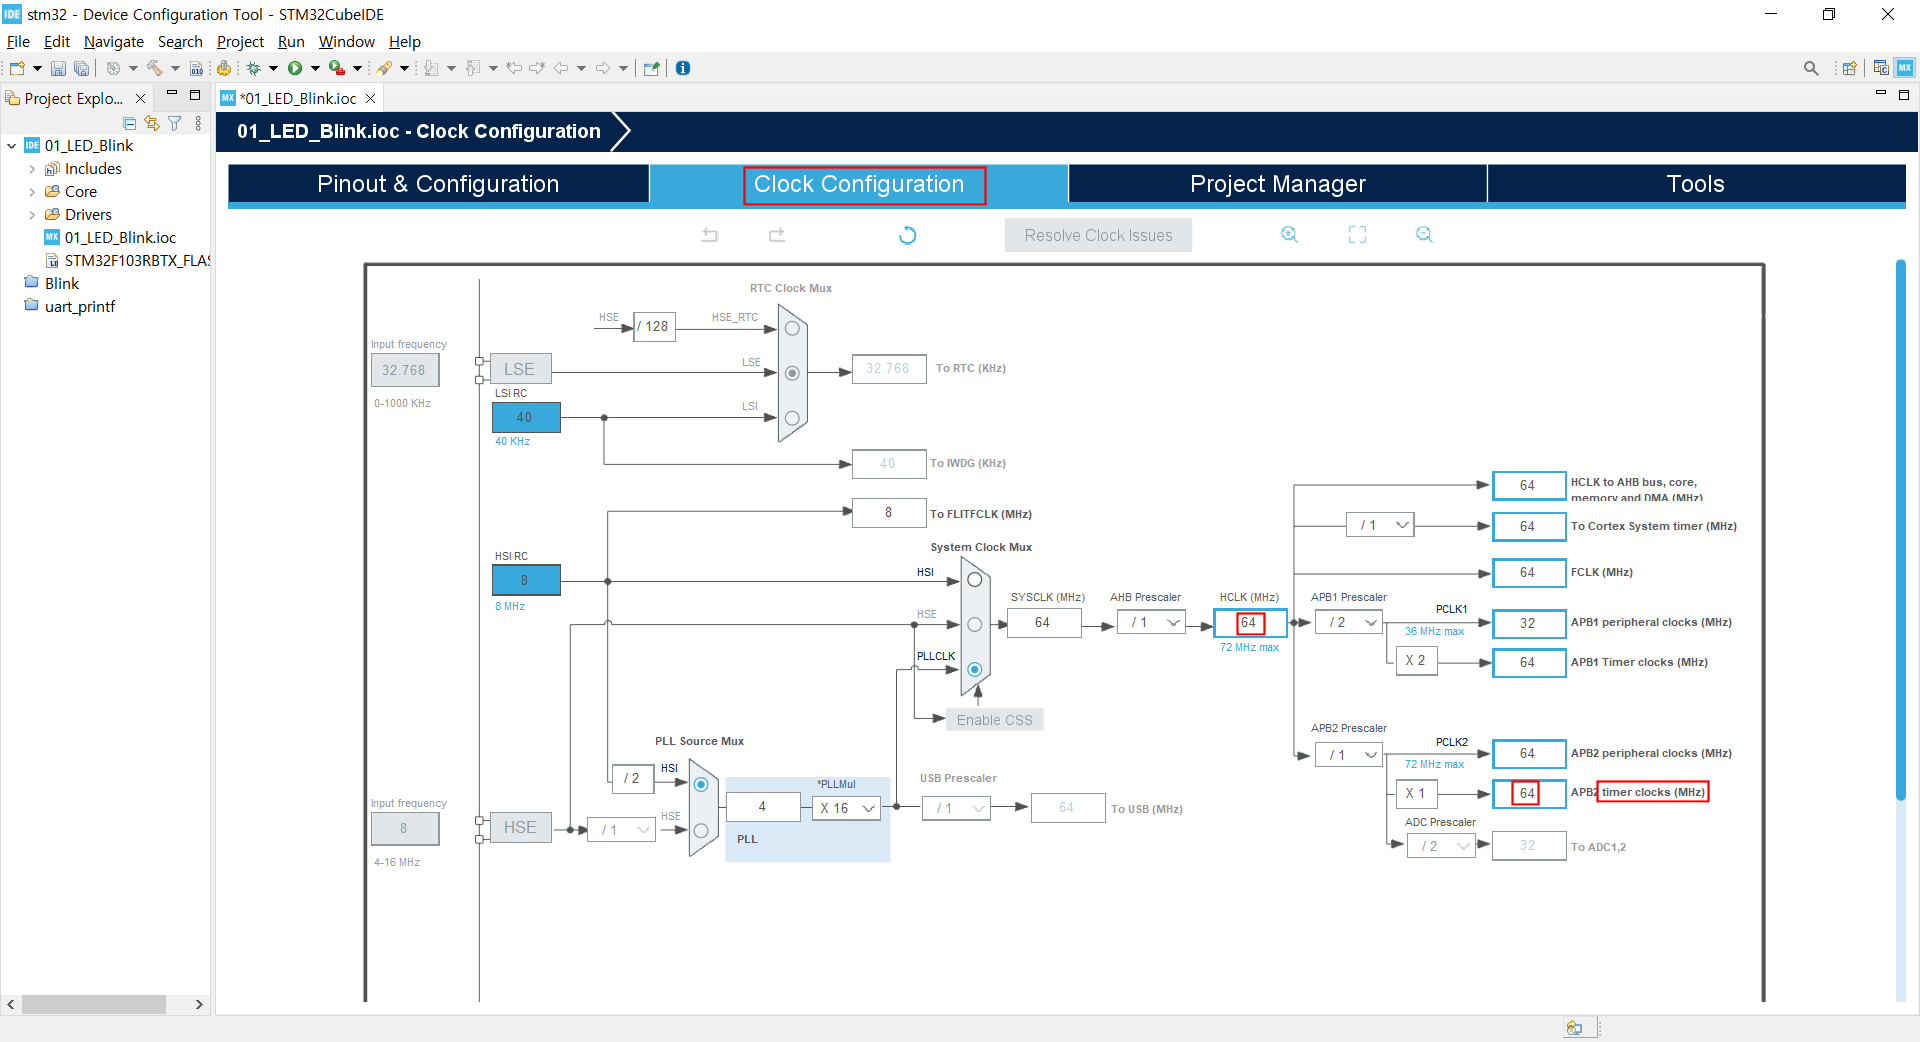 IDE stm32 - Device Configuration Tool - STM32CubeIDE
File Edit Navigate Search Project Run Window Help
010
MX
Project Explo...
MX *01_LED_Blink.ioc
IDE 01_LED_Blink
Includes
Core
Drivers
MX 01_LED_Blink.ioc
STM32F103RBTX_FLAS
Blink
uart_printf
01_LED_Blink.ioc - Clock Configuration
Pinout & Configuration
Clock Configuration
Project Manager
Tools
Resolve Clock Issues
RTC Clock Mux
HSE
/ 128
HSE_RTC
Input frequency
32.768
0-1000 KHz
LSE
LSE
32.768
To RTC (KHz)
LSI RC
40
40 KHz
LSI
40
To IWDG (KHz)
8
To FLITFCLK (MHz)
HSI RC
8
8 MHz
System Clock Mux
HSI
HSE
PLLCLK
Enable CSS
SYSCLK (MHz)
64
AHB Prescaler
/ 1
HCLK (MHz)
64
72 MHz max
64
HCLK to AHB bus, core,
memory and DMA (MHz)
/ 1
64
To Cortex System timer (MHz)
64
FCLK (MHz)
APB1 Prescaler
/ 2
PCLK1
36 MHz max
32
APB1 peripheral clocks (MHz)
X 2
64
APB1 Timer clocks (MHz)
APB2 Prescaler
/ 1
PCLK2
72 MHz max
64
APB2 peripheral clocks (MHz)
X 1
64
APB2 timer clocks (MHz)
ADC Prescaler
/ 2
32
To ADC1,2
PLL Source Mux
/ 2
HSI
HSE
*PLLMul
4
X 16
PLL
USB Prescaler
/ 1
64
To USB (MHz)
Input frequency
8
4-16 MHz
HSE
/ 1